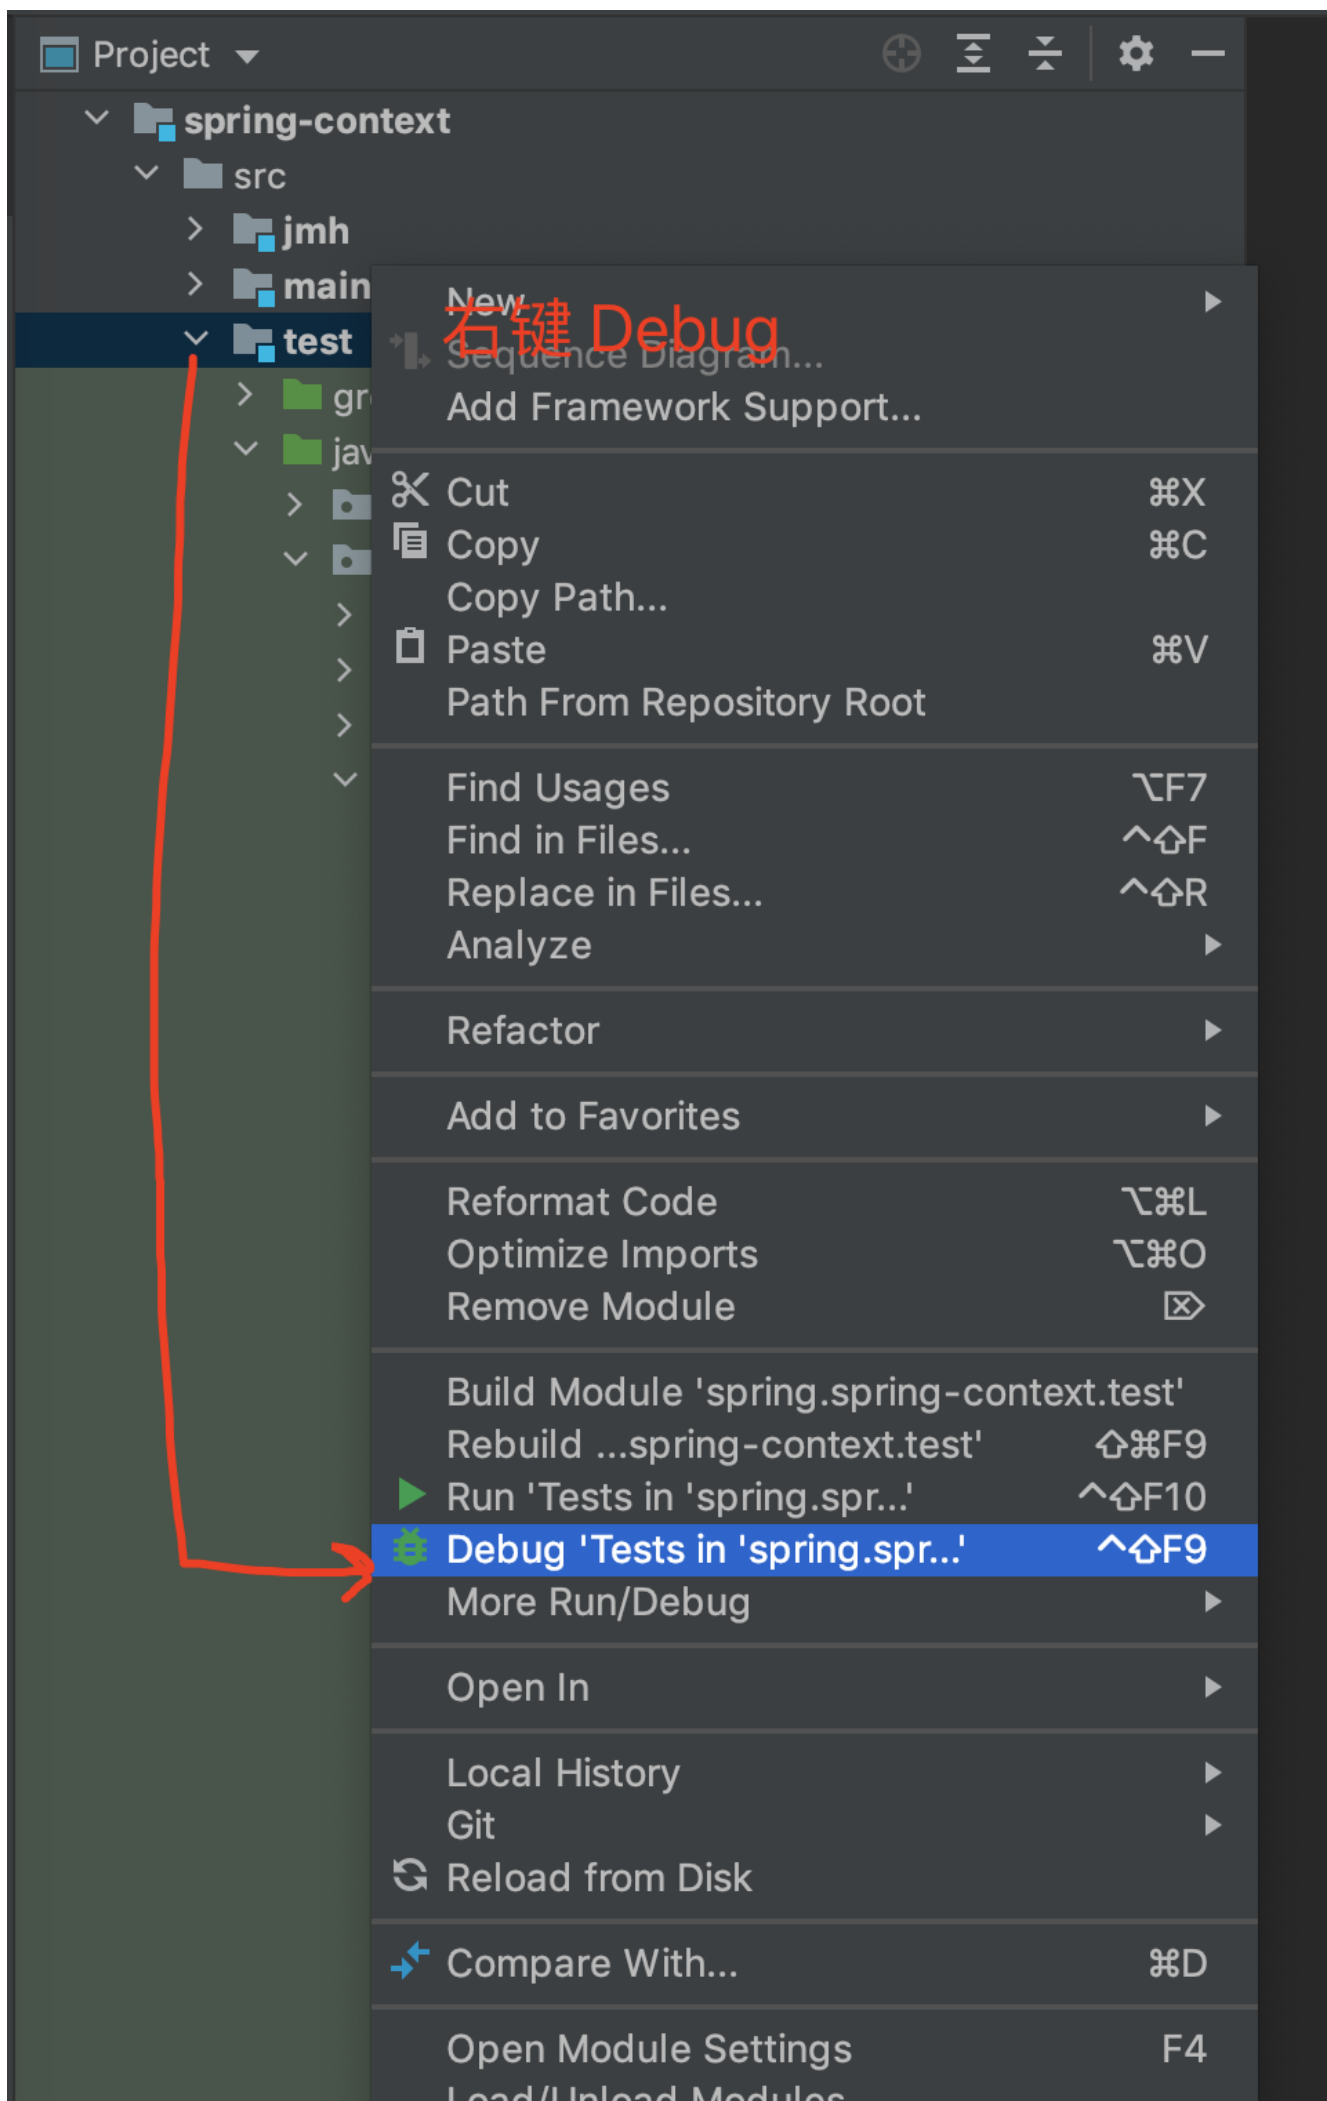 Project
spring-context
src
jmh
main
test
右键 Debug
New
Sequence Diagram...
Add Framework Support...
Cut ⌘X
Copy ⌘C
Copy Path...
Paste ⌘V
Path From Repository Root
Find Usages ⌥F7
Find in Files... ^⇧F
Replace in Files... ^⇧R
Analyze
Refactor
Add to Favorites
Reformat Code ⌥⌘L
Optimize Imports ⌥⌘O
Remove Module ⌦
Build Module 'spring.spring-context.test'
Rebuild ...spring-context.test' ⇧⌘F9
Run 'Tests in 'spring.spr...' ^⇧F10
Debug 'Tests in 'spring.spr...' ^⇧F9
More Run/Debug
Open In
Local History
Git
Reload from Disk
Compare With... ⌘D
Open Module Settings F4
Load/Unload Modules